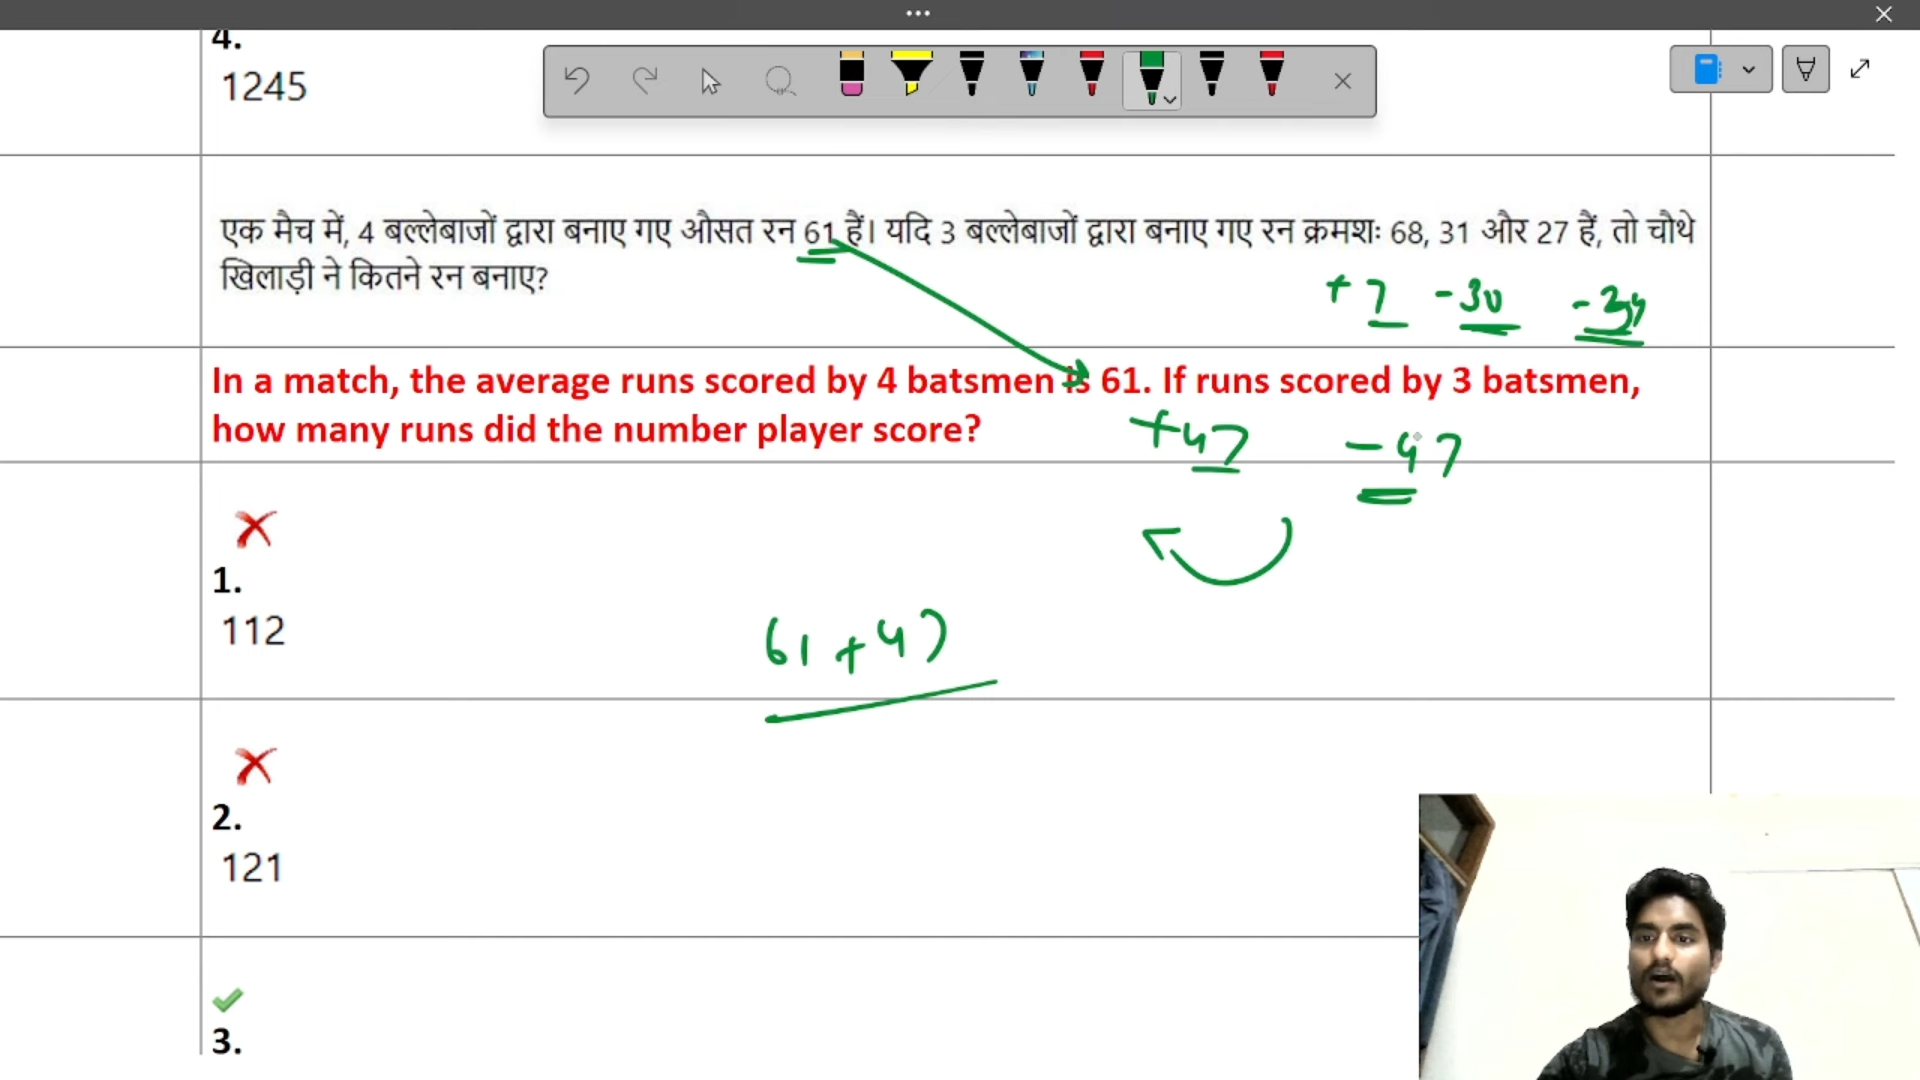 4.
1245
एक मैच में, 4 बल्लेबाजों द्वारा बनाए गए औसत रन 61 हैं। यदि 3 बल्लेबाजों द्वारा बनाए गए रन क्रमशः 68, 31 और 27 हैं, तो चौथे
खिलाड़ी ने कितने रन बनाए?
+7 -30 -34
In a match, the average runs scored by 4 batsmen is 61. If runs scored by 3 batsmen,
how many runs did the number player score?
+47 -47
1.
112
61+47
2.
121
3.